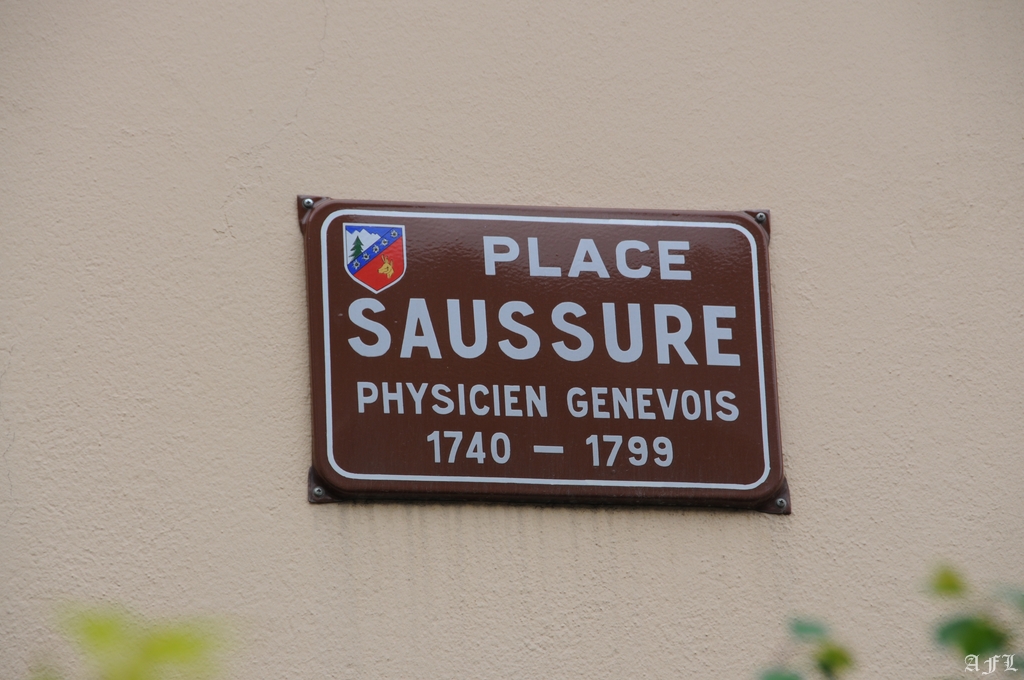 PLACE
SAUSSURE
PHYSICIEN GENEVOIS
1740 — 1799
AFL